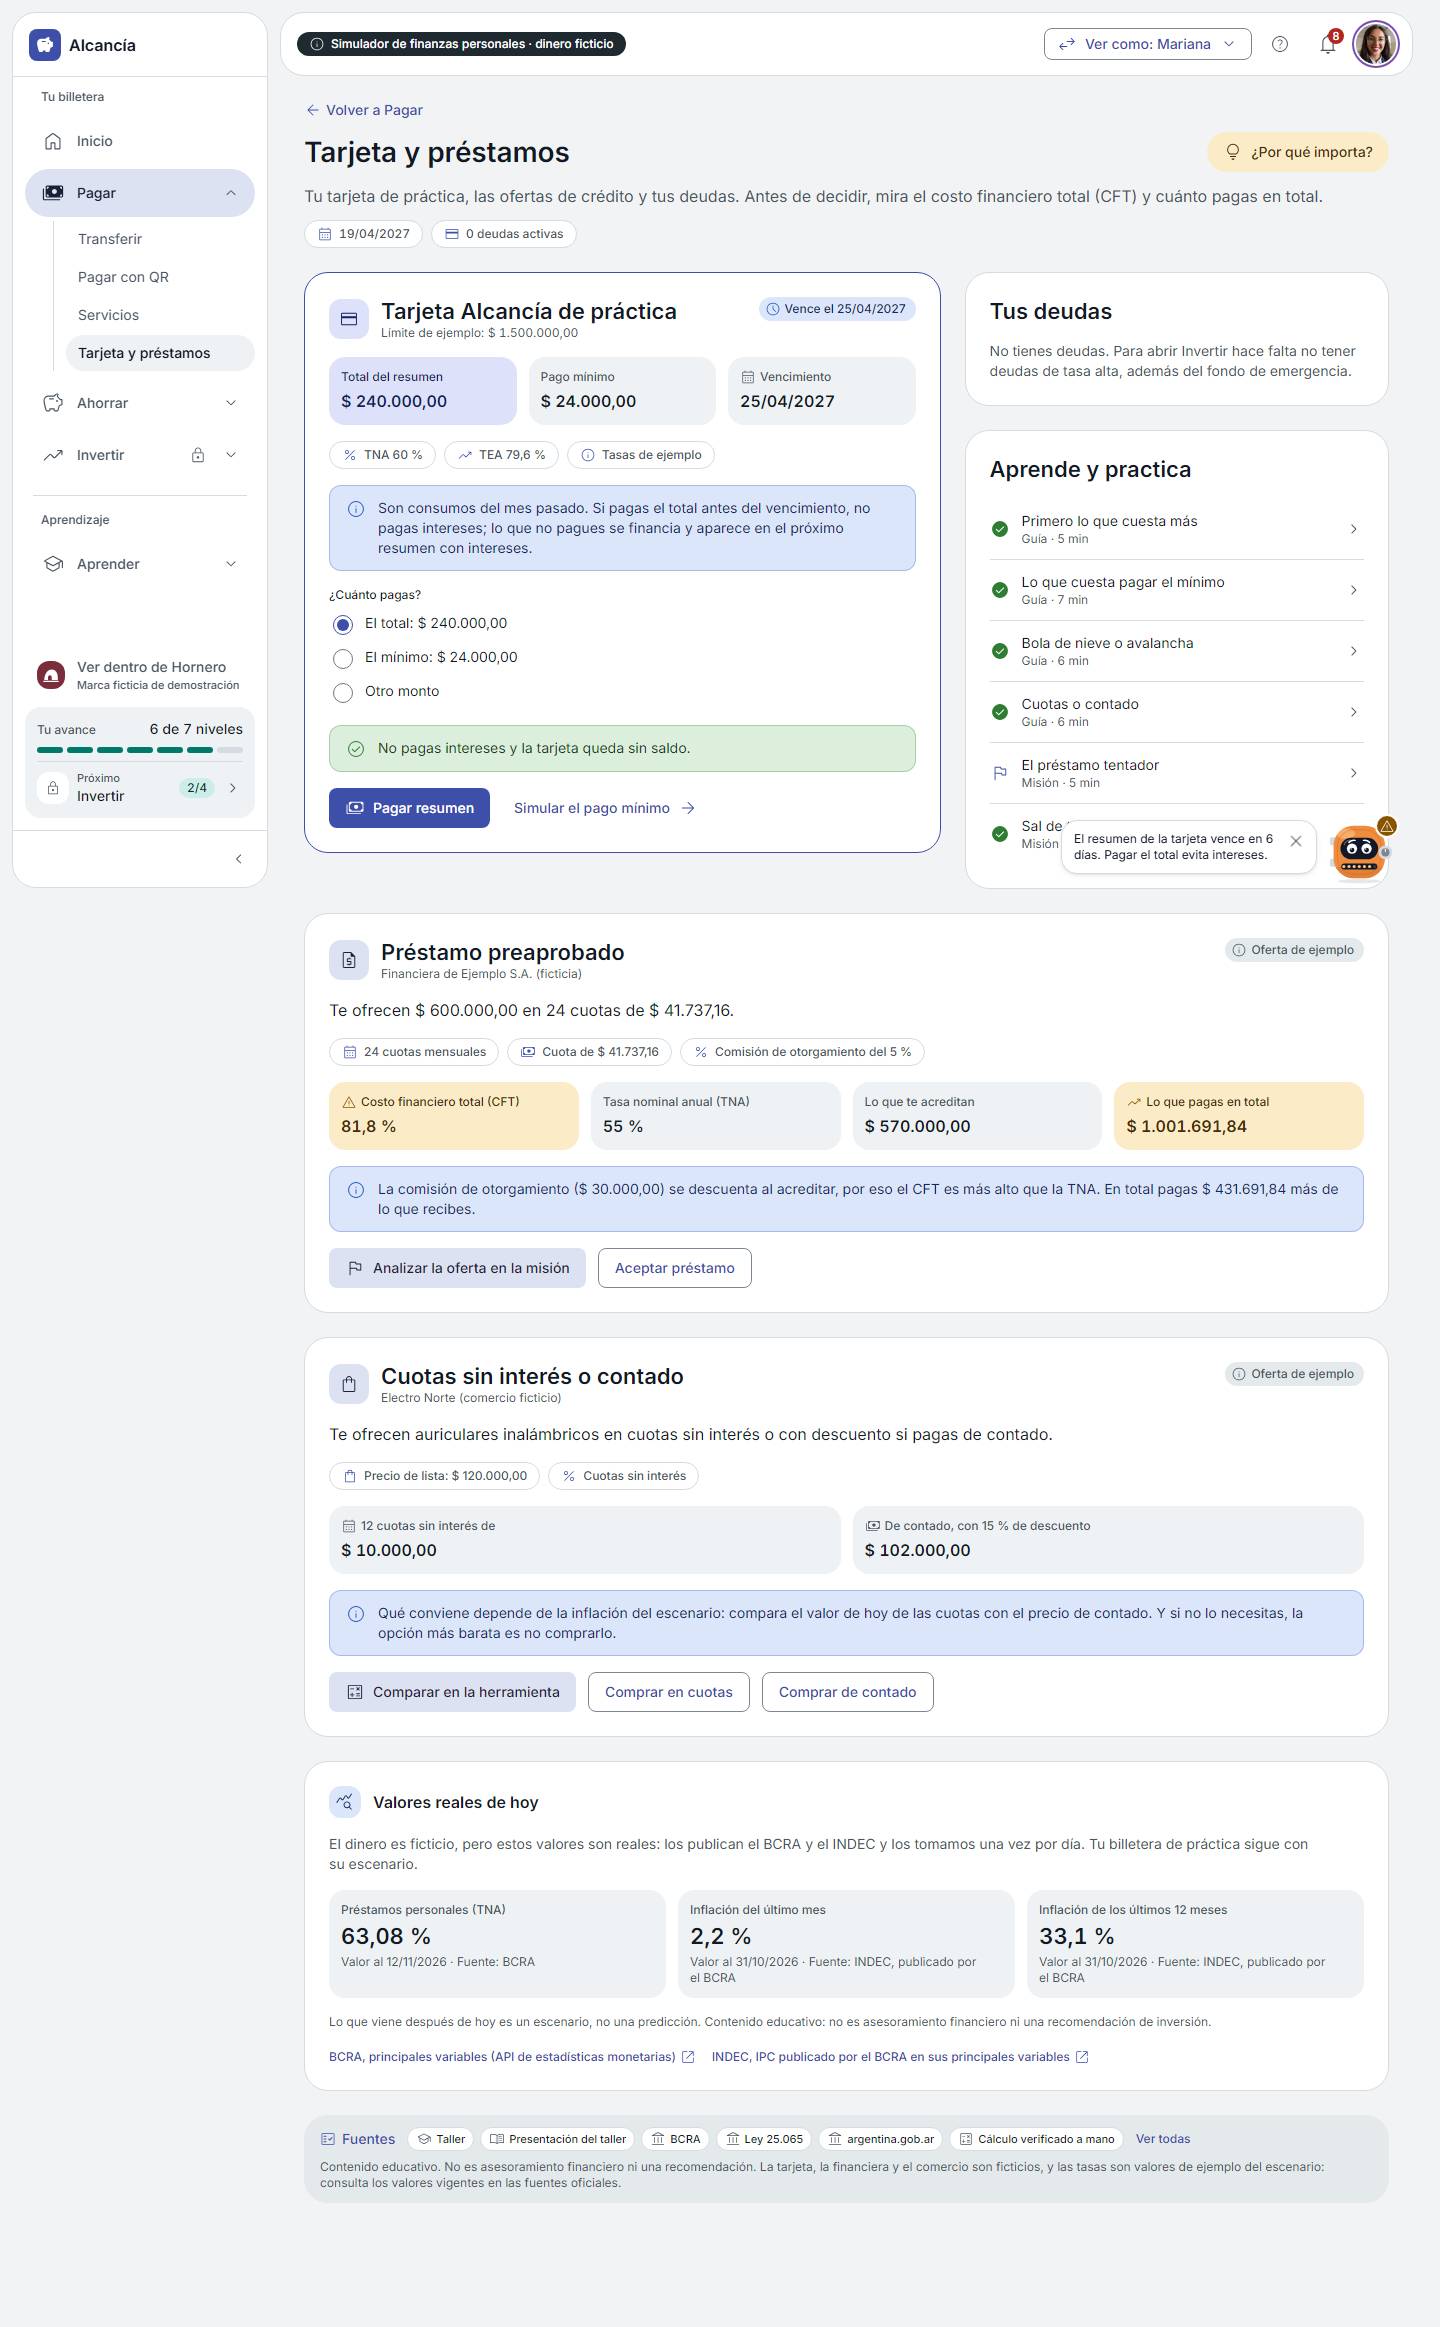 Alcancía
Tu billetera
Inicio
Pagar
Transferir
Pagar con QR
Servicios
Tarjeta y préstamos
Ahorrar
Invertir
Aprendizaje
Aprender
Ver dentro de Hornero
Marca ficticia de demostración
Tu avance
6 de 7 niveles
Próximo
Invertir
2/4
Simulador de finanzas personales · dinero ficticio
Ver como: Mariana
8
Volver a Pagar
Tarjeta y préstamos
¿Por qué importa?
Tu tarjeta de práctica, las ofertas de crédito y tus deudas. Antes de decidir, mira el costo financiero total (CFT) y cuánto pagas en total.
19/04/2027
0 deudas activas
Tarjeta Alcancía de práctica
Límite de ejemplo: $ 1.500.000,00
Vence el 25/04/2027
Total del resumen
$ 240.000,00
Pago mínimo
$ 24.000,00
Vencimiento
25/04/2027
TNA 60 %
TEA 79,6 %
Tasas de ejemplo
Son consumos del mes pasado. Si pagas el total antes del vencimiento, no
pagas intereses; lo que no pagues se financia y aparece en el próximo
resumen con intereses.
¿Cuánto pagas?
El total: $ 240.000,00
El mínimo: $ 24.000,00
Otro monto
No pagas intereses y la tarjeta queda sin saldo.
Pagar resumen
Simular el pago mínimo
Tus deudas
No tienes deudas. Para abrir Invertir hace falta no tener
deudas de tasa alta, además del fondo de emergencia.
Aprende y practica
Primero lo que cuesta más
Guía · 5 min
Lo que cuesta pagar el mínimo
Guía · 7 min
Bola de nieve o avalancha
Guía · 6 min
Cuotas o contado
Guía · 6 min
El préstamo tentador
Misión · 5 min
Sal de
Misión
El resumen de la tarjeta vence en 6
días. Pagar el total evita intereses.
Préstamo preaprobado
Financiera de Ejemplo S.A. (ficticia)
Oferta de ejemplo
Te ofrecen $ 600.000,00 en 24 cuotas de $ 41.737,16.
24 cuotas mensuales
Cuota de $ 41.737,16
Comisión de otorgamiento del 5 %
Costo financiero total (CFT)
81,8 %
Tasa nominal anual (TNA)
55 %
Lo que te acreditan
$ 570.000,00
Lo que pagas en total
$ 1.001.691,84
La comisión de otorgamiento ($ 30.000,00) se descuenta al acreditar, por eso el CFT es más alto que la TNA. En total pagas $ 431.691,84 más de
lo que recibes.
Analizar la oferta en la misión
Aceptar préstamo
Cuotas sin interés o contado
Electro Norte (comercio ficticio)
Oferta de ejemplo
Te ofrecen auriculares inalámbricos en cuotas sin interés o con descuento si pagas de contado.
Precio de lista: $ 120.000,00
Cuotas sin interés
12 cuotas sin interés de
$ 10.000,00
De contado, con 15 % de descuento
$ 102.000,00
Qué conviene depende de la inflación del escenario: compara el valor de hoy de las cuotas con el precio de contado. Y si no lo necesitas, la
opción más barata es no comprarlo.
Comparar en la herramienta
Comprar en cuotas
Comprar de contado
Valores reales de hoy
El dinero es ficticio, pero estos valores son reales: los publican el BCRA y el INDEC y los tomamos una vez por día. Tu billetera de práctica sigue con
su escenario.
Préstamos personales (TNA)
63,08 %
Valor al 12/11/2026 · Fuente: BCRA
Inflación del último mes
2,2 %
Valor al 31/10/2026 · Fuente: INDEC, publicado por
el BCRA
Inflación de los últimos 12 meses
33,1 %
Valor al 31/10/2026 · Fuente: INDEC, publicado por
el BCRA
Lo que viene después de hoy es un escenario, no una predicción. Contenido educativo: no es asesoramiento financiero ni una recomendación de inversión.
BCRA, principales variables (API de estadísticas monetarias)
INDEC, IPC publicado por el BCRA en sus principales variables
Fuentes
Taller
Presentación del taller
BCRA
Ley 25.065
argentina.gob.ar
Cálculo verificado a mano
Ver todas
Contenido educativo. No es asesoramiento financiero ni una recomendación. La tarjeta, la financiera y el comercio son ficticios, y las tasas son valores de ejemplo del escenario:
consulta los valores vigentes en las fuentes oficiales.